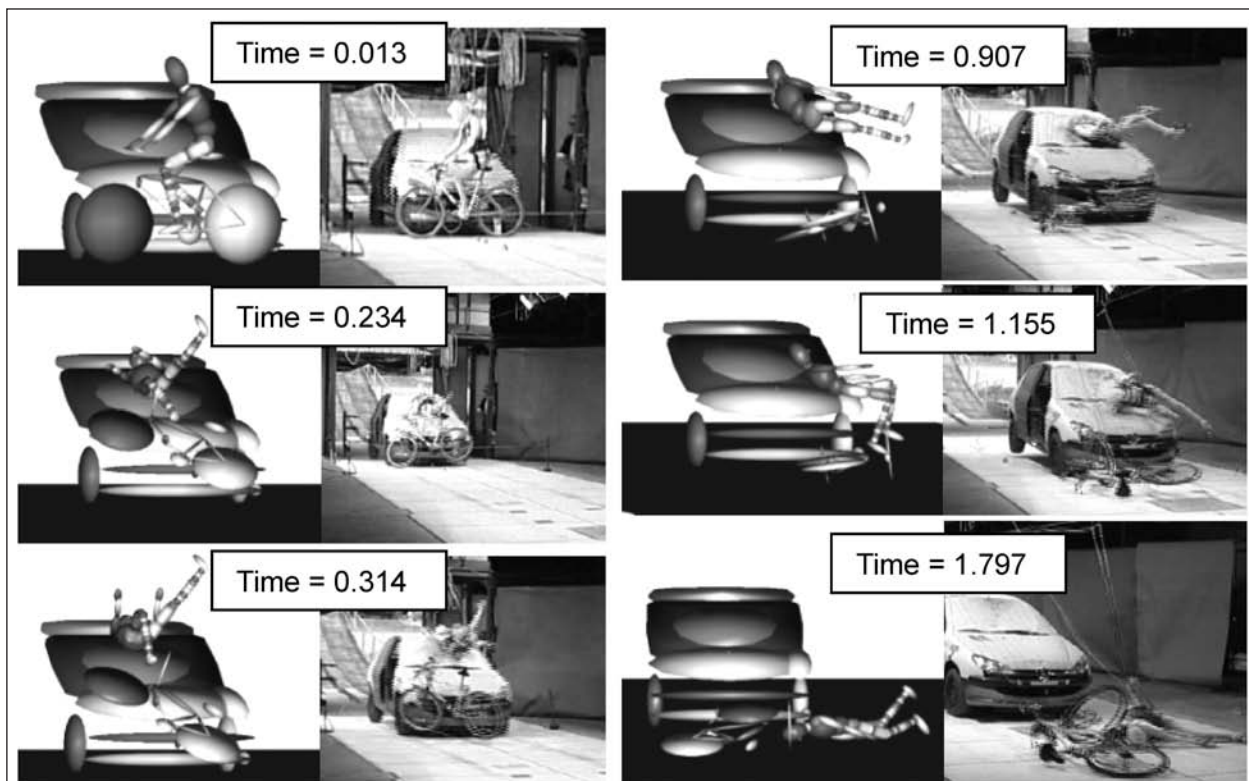 Time = 0.013
Time = 0.234
Time = 0.314
Time = 0.907
Time = 1.155
Time = 1.797